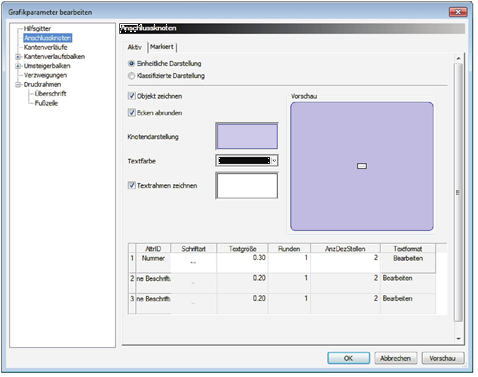 Grafikparameter bearbeiten
Hilfsgitter
Anschlussknoten
Kantenverläufe
Kantenverlaufsbalken
Umsteigerbalken
Verzweigungen
Druckrahmen
Überschrift
Fußzeile
Anschlussknoten
Aktiv Markiert
Einheitliche Darstellung
Klassifizierte Darstellung
Objekt zeichnen
Ecken abrunden
Knotendarstellung
Textfarbe
Textrahmen zeichnen
Vorschau
AttrID Schriftart Textgröße Runden AnzDezStellen Textformat
1 Nummer ... 0.30 1 2 Bearbeiten
2 ne Beschriftu ... 0.20 1 2 Bearbeiten
3 ne Beschriftu ... 0.20 1 2 Bearbeiten
OK Abbrechen Vorschau